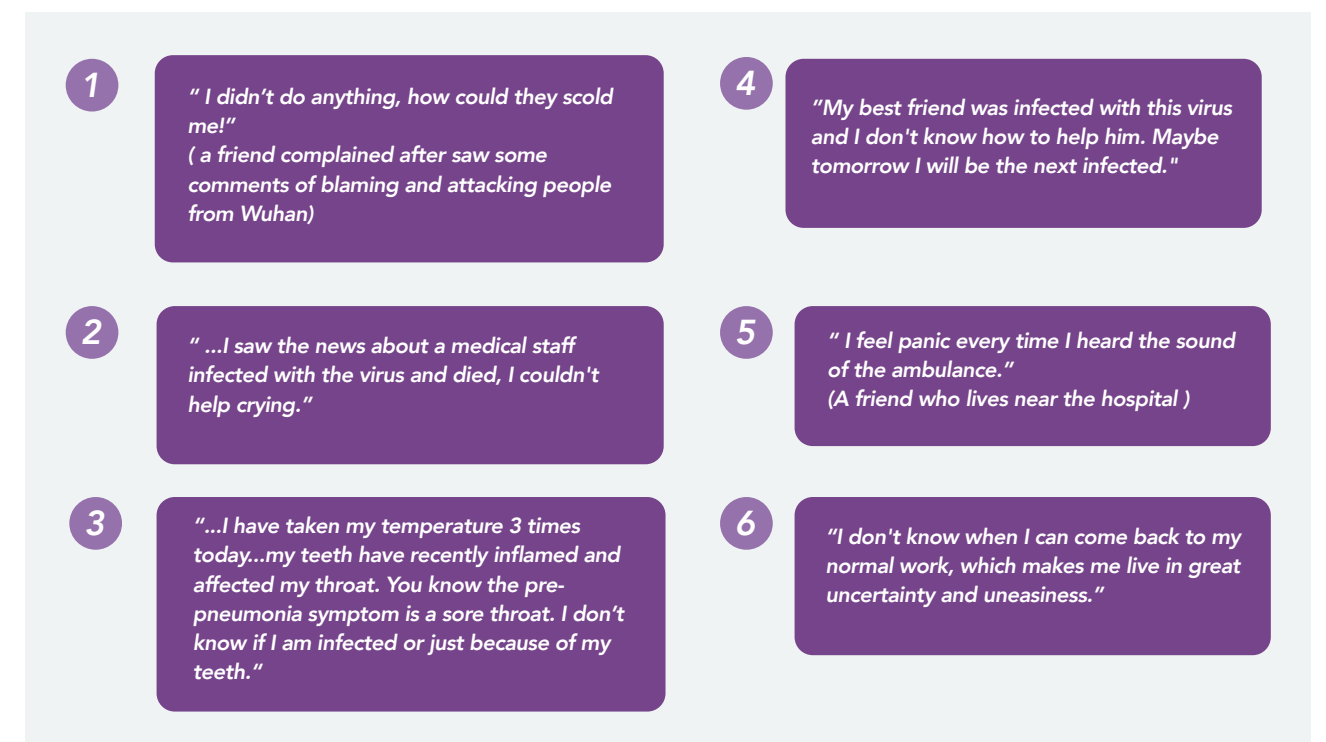 1
“ I didn’t do anything, how could they scold
me!”
( a friend complained after saw some
comments of blaming and attacking people
from Wuhan)
2
“ ...I saw the news about a medical staff
infected with the virus and died, I couldn't
help crying.”
3
“...I have taken my temperature 3 times
today...my teeth have recently inflamed and
affected my throat. You know the pre-
pneumonia symptom is a sore throat. I don’t
know if I am infected or just because of my
teeth.”
4
“My best friend was infected with this virus
and I don't know how to help him. Maybe
tomorrow I will be the next infected."
5
“ I feel panic every time I heard the sound
of the ambulance.”
(A friend who lives near the hospital )
6
“I don't know when I can come back to my
normal work, which makes me live in great
uncertainty and uneasiness.”